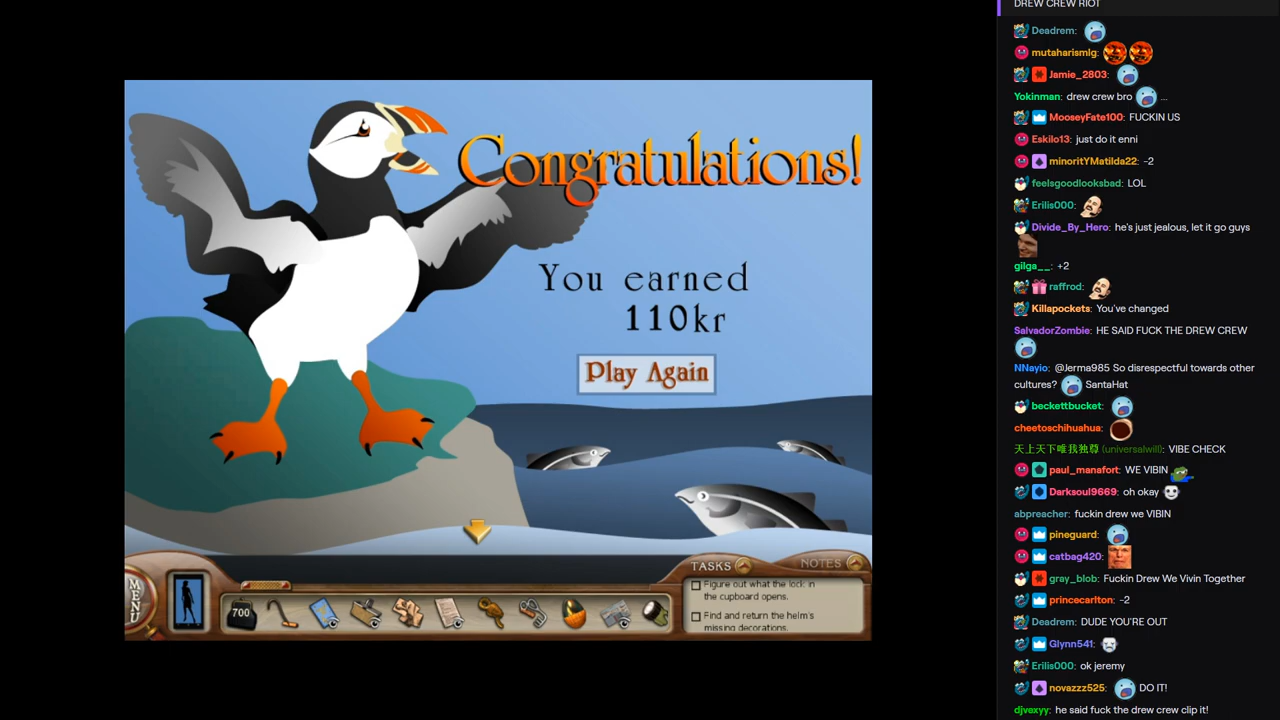 Congratulations!
You earned
110kr
Play Again
MENU
700
TASKS
NOTES
Figure out what the lock in
the cupboard opens.
Find and return the helm's
missing decorations.
DREW CREW RIOT
Deadrem:
mutaharismlg:
Jamie_2803:
Yokinman: drew crew bro ...
MooseyFate100: FUCKIN US
Eskilo13: just do it enni
minoritYMatilda22: -2
feelsgoodlooksbad: LOL
Erilis000:
Divide_By_Hero: he's just jealous, let it go guys
gilga__: +2
raffrod:
Killapockets: You've changed
SalvadorZombie: HE SAID FUCK THE DREW CREW
NNayio: @Jerma985 So disrespectful towards other
cultures? SantaHat
beckettbucket:
cheetoschihuahua:
天上天下唯我独尊 (universalwill): VIBE CHECK
paul_manafort: WE VIBIN
Darksoul9669: oh okay
abpreacher: fuckin drew we VIBIN
pineguard:
catbag420:
gray_blob: Fuckin Drew We Vivin Together
princecarlton: -2
Deadrem: DUDE YOU'RE OUT
Glynn541:
Erilis000: ok jeremy
novazzz525: DO IT!
djvexyy: he said fuck the drew crew clip it!